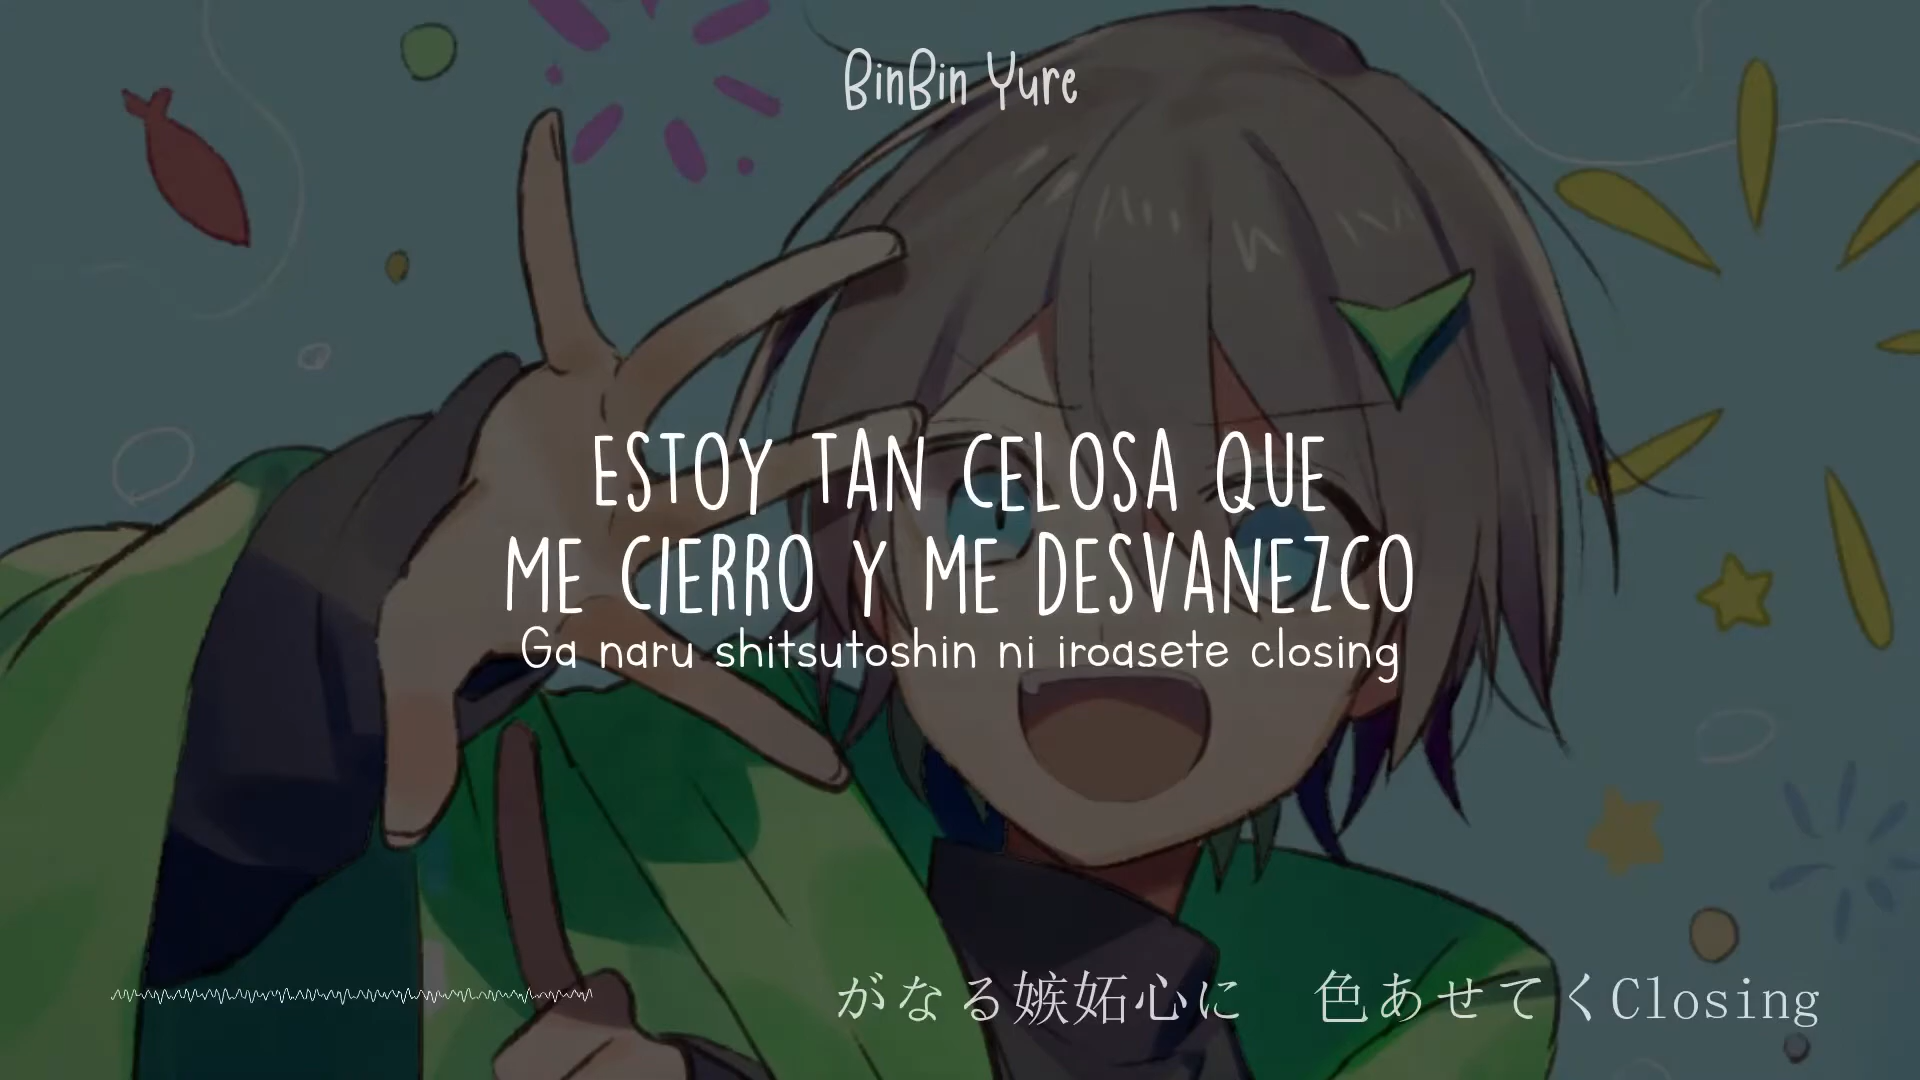 BinBin Yure
ESTOY TAN CELOSA QUE
ME CIERRO Y ME DESVANEZCO
Ga naru shitsutoshin ni iroasete closing
がなる嫉妬心に　色あせてくClosing